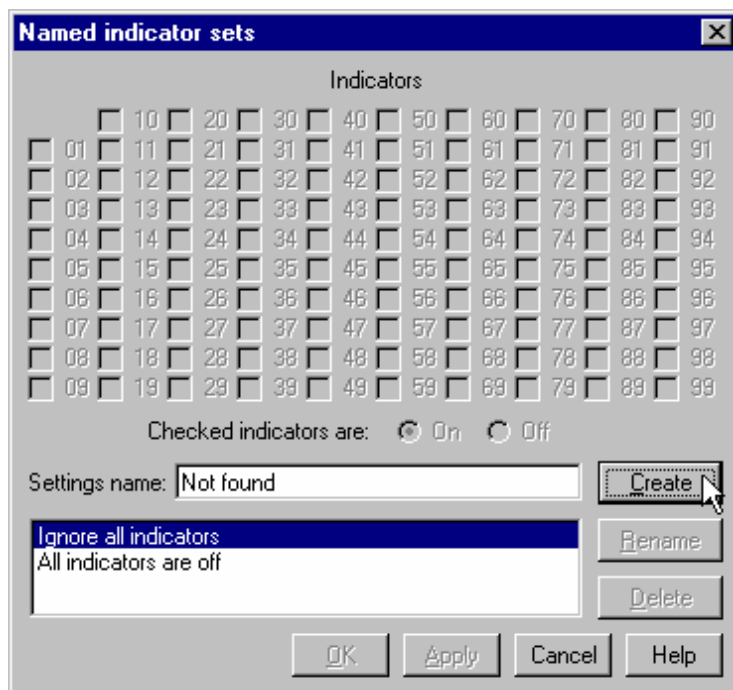 Named indicator sets
Indicators
10 20 30 40 50 60 70 80 90
01 11 21 31 41 51 61 71 81 91
02 12 22 32 42 52 62 72 82 92
03 13 23 33 43 53 63 73 83 93
04 14 24 34 44 54 64 74 84 94
05 15 25 35 45 55 65 75 85 95
06 16 26 36 46 56 66 76 86 96
07 17 27 37 47 57 67 77 87 97
08 18 28 38 48 58 68 78 88 98
09 19 29 39 49 59 69 79 89 99
Checked indicators are: On Off
Settings name: Not found Create
Ignore all indicators Rename
All indicators are off
Delete
OK Apply Cancel Help